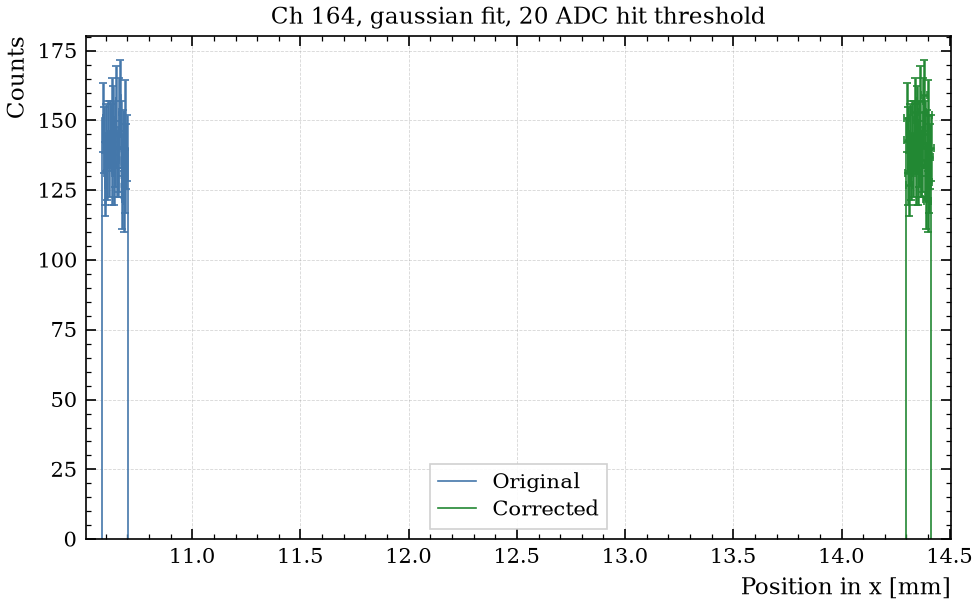 Ch 164, gaussian fit, 20 ADC hit threshold
Counts
175
150
125
100
75
50
25
0
11.0 11.5 12.0 12.5 13.0 13.5 14.0 14.5
Position in x [mm]
Original
Corrected